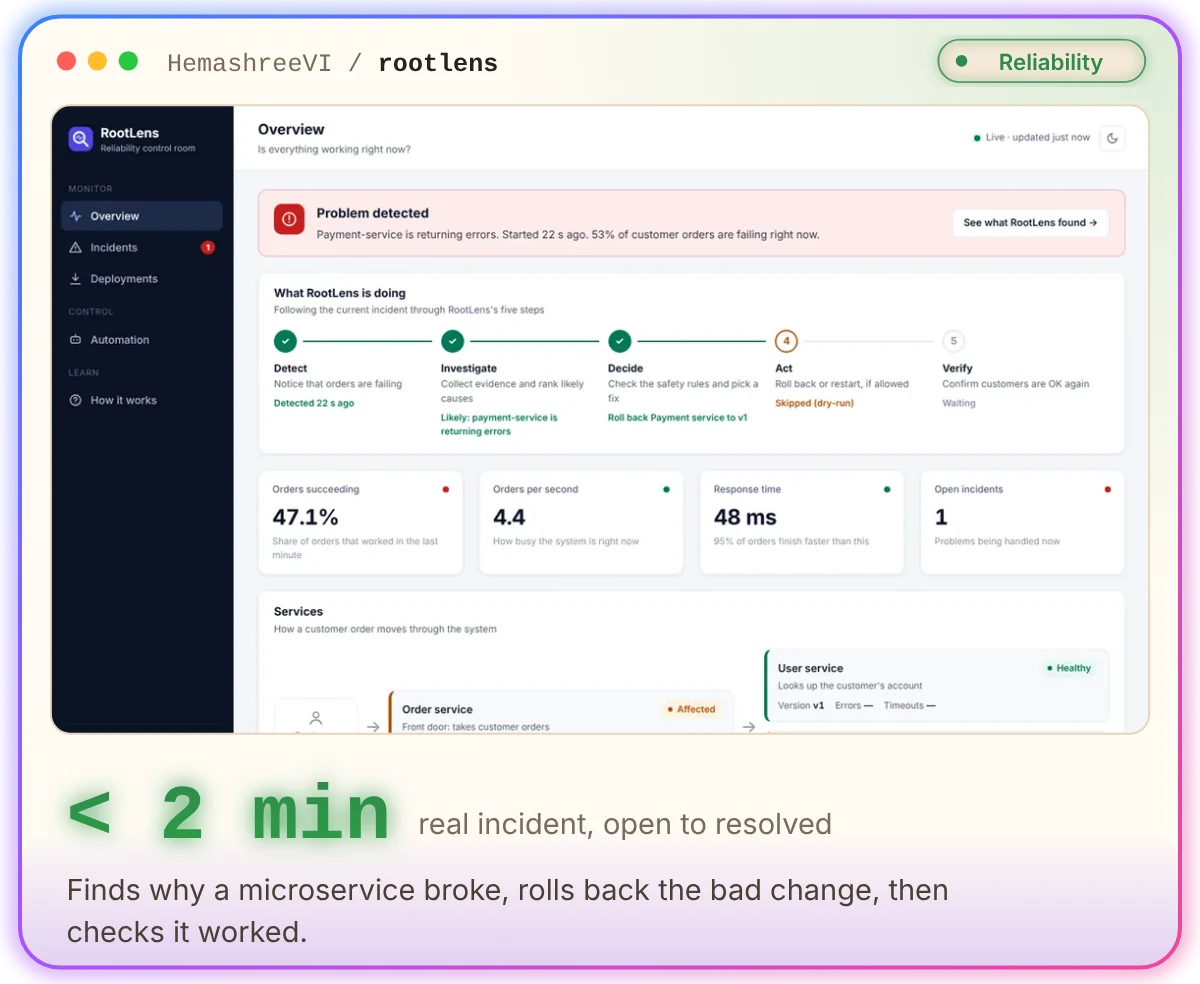 HemashreeVI / rootlens
Reliability
RootLens
Reliability control room
MONITOR
Overview
Incidents
1
Deployments
CONTROL
Automation
LEARN
How it works
Overview
Is everything working right now?
Live · updated just now
Problem detected
Payment-service is returning errors. Started 22 s ago. 53% of customer orders are failing right now.
See what RootLens found →
What RootLens is doing
Following the current incident through RootLens's five steps
Detect
Notice that orders are failing
Detected 22 s ago
Investigate
Collect evidence and rank likely
causes
Likely: payment-service is
returning errors
Decide
Check the safety rules and pick a
fix
Roll back Payment service to v1
4
Act
Roll back or restart, if allowed
Skipped (dry-run)
5
Verify
Confirm customers are OK again
Waiting
Orders succeeding
47.1%
Share of orders that worked in the last
minute
Orders per second
4.4
How busy the system is right now
Response time
48 ms
95% of orders finish faster than this
Open incidents
1
Problems being handled now
Services
How a customer order moves through the system
Order service
Affected
Front door: takes customer orders
User service
Healthy
Looks up the customer's account
Version v1 Errors — Timeouts —
< 2 min real incident, open to resolved
Finds why a microservice broke, rolls back the bad change, then
checks it worked.